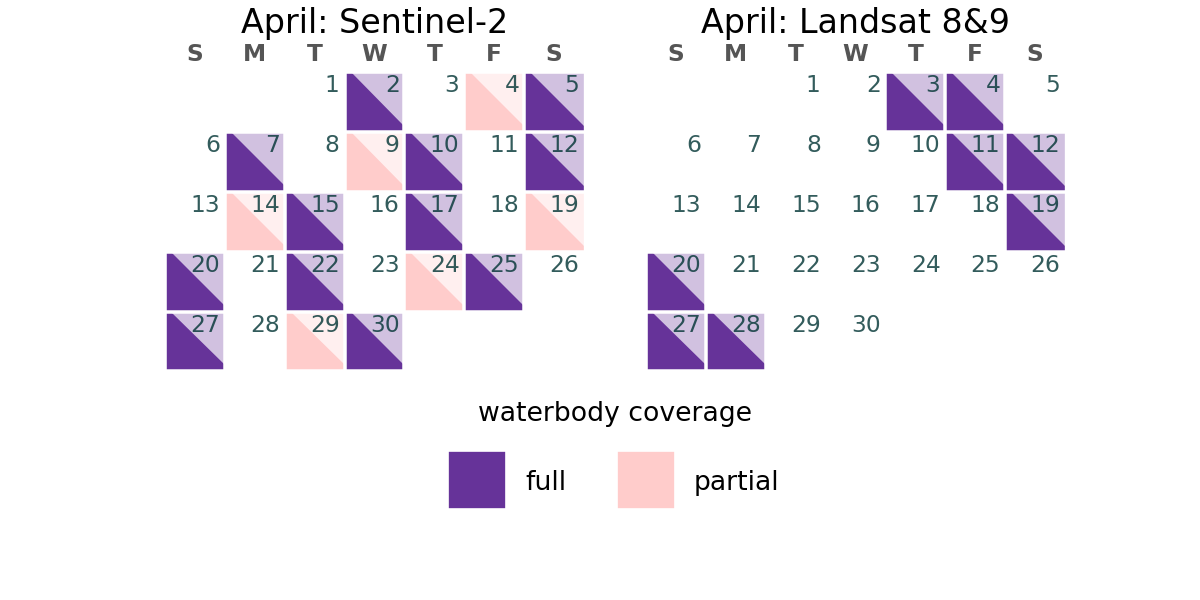 April: Sentinel-2
S M T W T F S
1 2 3 4 5
6 7 8 9 10 11 12
13 14 15 16 17 18 19
20 21 22 23 24 25 26
27 28 29 30
April: Landsat 8&9
S M T W T F S
1 2 3 4 5
6 7 8 9 10 11 12
13 14 15 16 17 18 19
20 21 22 23 24 25 26
27 28 29 30
waterbody coverage
full partial